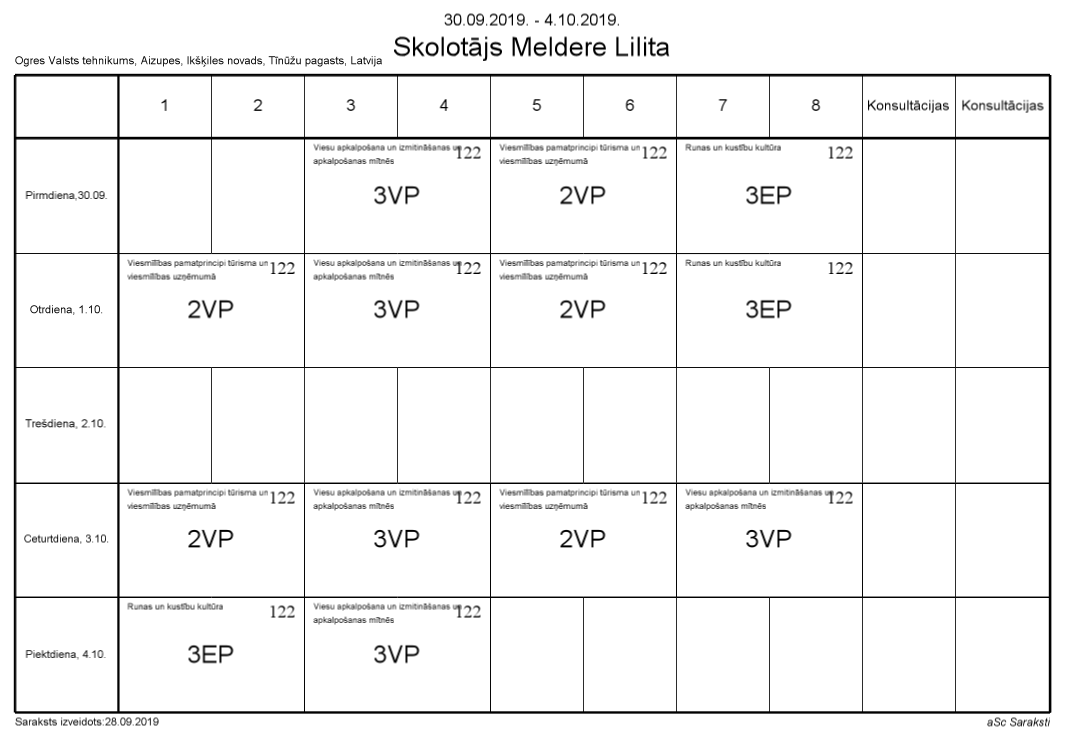 30.09.2019. - 4.10.2019.
Skolotājs Meldere Lilita
Ogres Valsts tehnikums, Aizupes, Ikšķiles novads, Tīnūžu pagasts, Latvija
1 2 3 4 5 6 7 8 Konsultācijas Konsultācijas
Pirmdiena,30.09.
Viesu apkalpošana un izmitināšanas un 122
apkalpošanas mītnēs
3VP
Viesmīlības pamatprincipi tūrisma un 122
viesmīlības uzņēmumā
2VP
Runas un kustību kultūra 122
3EP
Otrdiena, 1.10.
Viesmīlības pamatprincipi tūrisma un 122
viesmīlības uzņēmumā
2VP
Viesu apkalpošana un izmitināšanas un 122
apkalpošanas mītnēs
3VP
Viesmīlības pamatprincipi tūrisma un 122
viesmīlības uzņēmumā
2VP
Runas un kustību kultūra 122
3EP
Trešdiena, 2.10.
Ceturtdiena, 3.10.
Viesmīlības pamatprincipi tūrisma un 122
viesmīlības uzņēmumā
2VP
Viesu apkalpošana un izmitināšanas un 122
apkalpošanas mītnēs
3VP
Viesmīlības pamatprincipi tūrisma un 122
viesmīlības uzņēmumā
2VP
Viesu apkalpošana un izmitināšanas un 122
apkalpošanas mītnēs
3VP
Piektdiena, 4.10.
Runas un kustību kultūra 122
3EP
Viesu apkalpošana un izmitināšanas un 122
apkalpošanas mītnēs
3VP
Saraksts izveidots:28.09.2019
aSc Saraksti